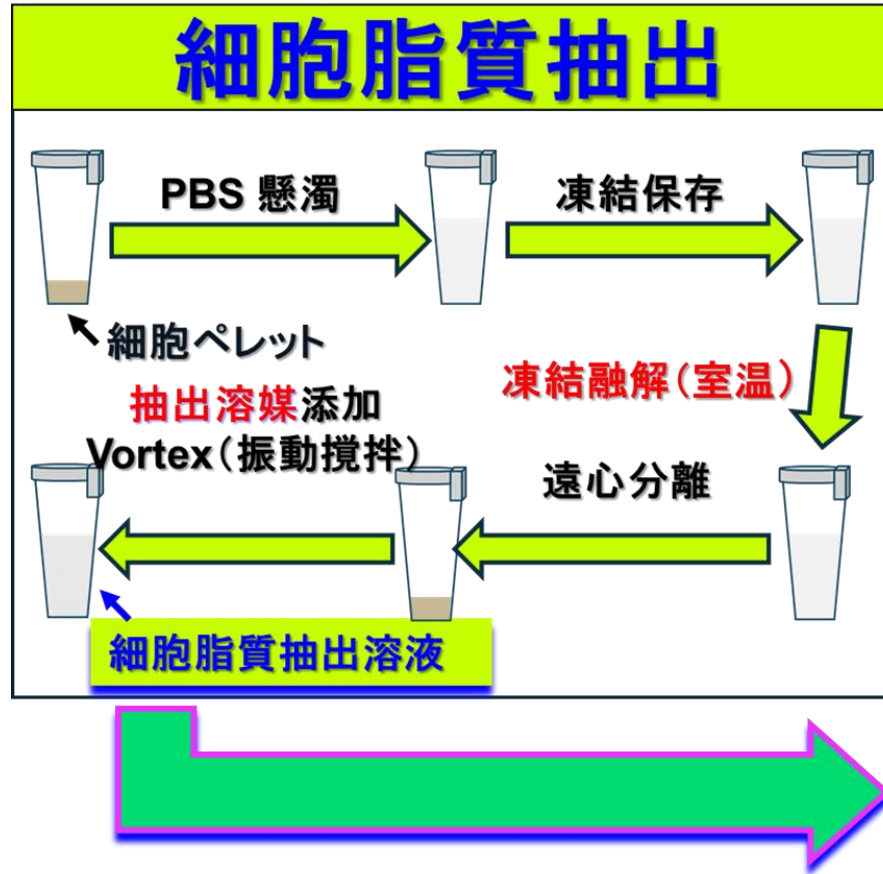 細胞脂質抽出
PBS 懸濁
凍結保存
細胞ペレット
凍結融解(室温)
遠心分離
抽出溶媒添加
Vortex(振動撹拌)
細胞脂質抽出溶液